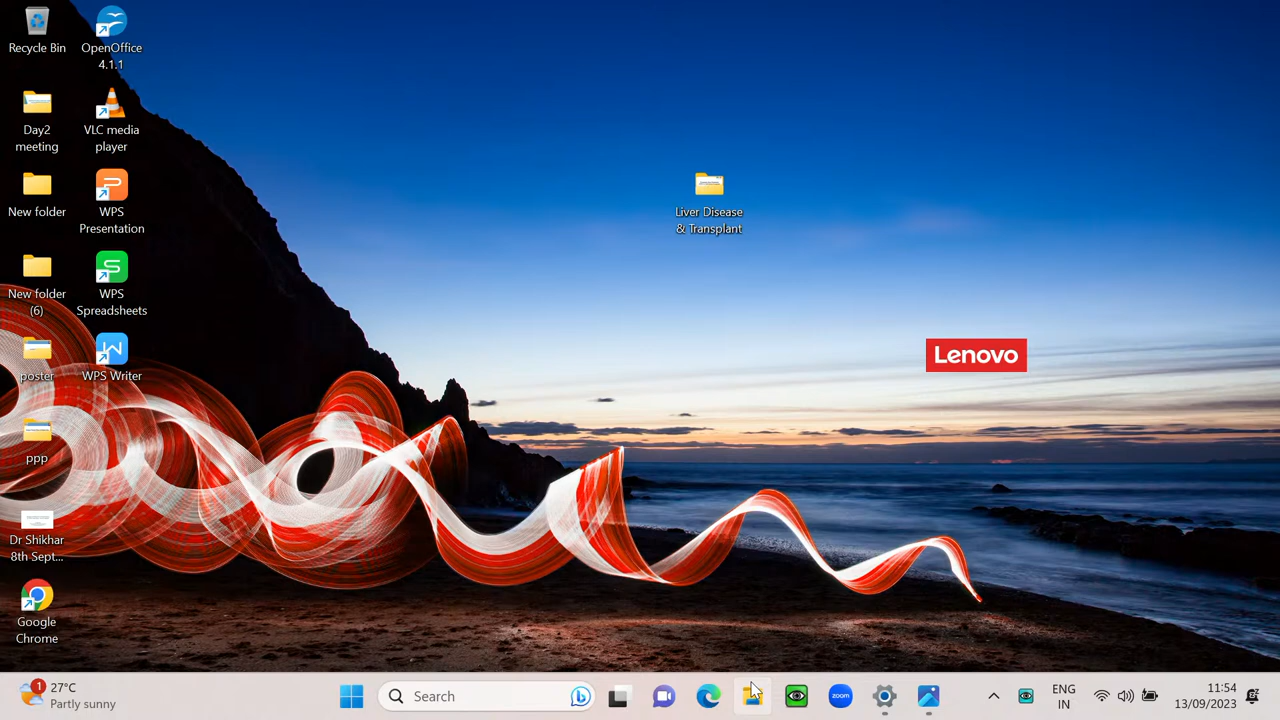 Recycle Bin
OpenOffice
4.1.1
Day2
meeting
VLC media
player
New folder
WPS
Presentation
New folder
(6)
WPS
Spreadsheets
poster
WPS Writer
ppp
Dr Shikhar
8th Sept...
Google
Chrome
Liver Disease
& Transplant
Lenovo
1
27°C
Partly sunny
Search
zoom
ENG
IN
11:54
13/09/2023